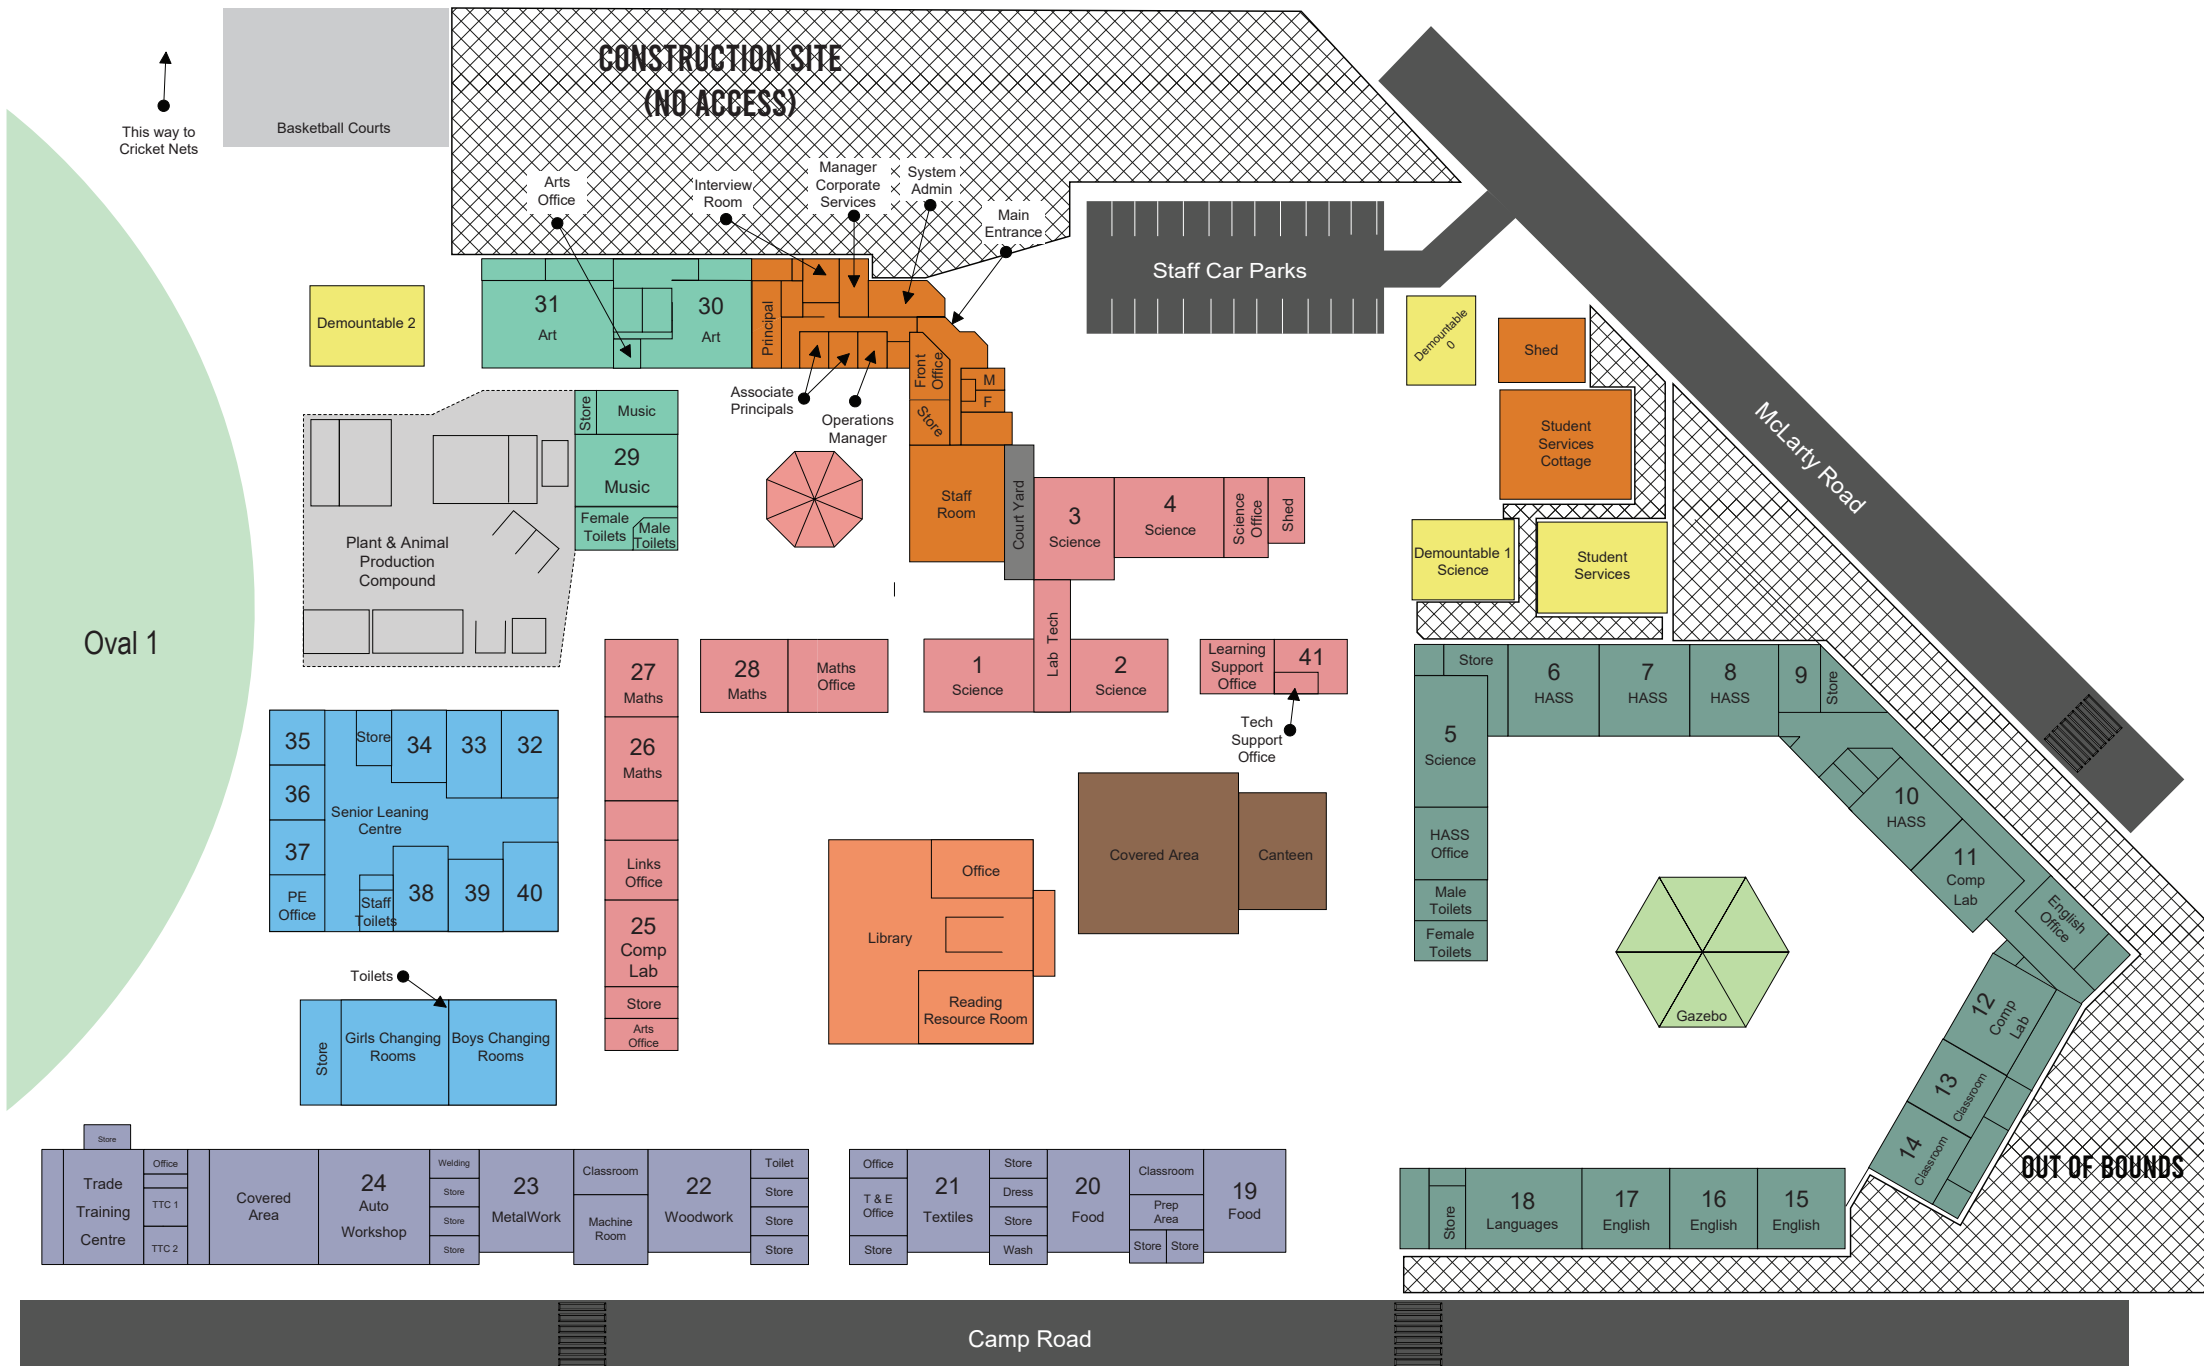 CONSTRUCTION SITE
(NO ACCESS)
This way to
Cricket Nets
Basketball Courts
Arts
Office
Interview
Room
Manager
Corporate
Services
System
Admin
Main
Entrance
Staff Car Parks
McLarty Road
Demountable 2
31
Art
30
Art
Principal
Front
Office
Store
M
F
Associate
Principals
Operations
Manager
Demountable
0
Shed
Student
Services
Cottage
Store
Music
29
Music
Female
Toilets
Male
Toilets
Plant & Animal
Production
Compound
Staff
Room
Court Yard
3
Science
4
Science
Science
Office
Shed
Demountable 1
Science
Student
Services
Oval 1
27
Maths
28
Maths
Maths
Office
1
Science
Lab Tech
2
Science
Learning
Support
Office
41
Tech
Support
Office
Store
6
HASS
7
HASS
8
HASS
9
Store
5
Science
HASS
Office
Male
Toilets
Female
Toilets
10
HASS
11
Comp
Lab
English
Office
12
Comp
Lab
13
Classroom
14
Classroom
Gazebo
OUT OF BOUNDS
35
Store
34
33
32
36
Senior Leaning
Centre
37
PE
Office
Staff
Toilets
38
39
40
26
Maths
Links
Office
25
Comp
Lab
Store
Arts
Office
Library
Office
Reading
Resource Room
Covered Area
Canteen
Toilets
Store
Girls Changing
Rooms
Boys Changing
Rooms
Store
Trade
Training
Centre
Office
TTC 1
TTC 2
Covered
Area
24
Auto
Workshop
Welding
Store
Store
Store
23
MetalWork
Classroom
Machine
Room
22
Woodwork
Toilet
Store
Store
Store
Office
T & E
Office
Store
21
Textiles
Store
Dress
Store
Wash
20
Food
Classroom
Prep
Area
Store
Store
19
Food
Store
18
Languages
17
English
16
English
15
English
Camp Road